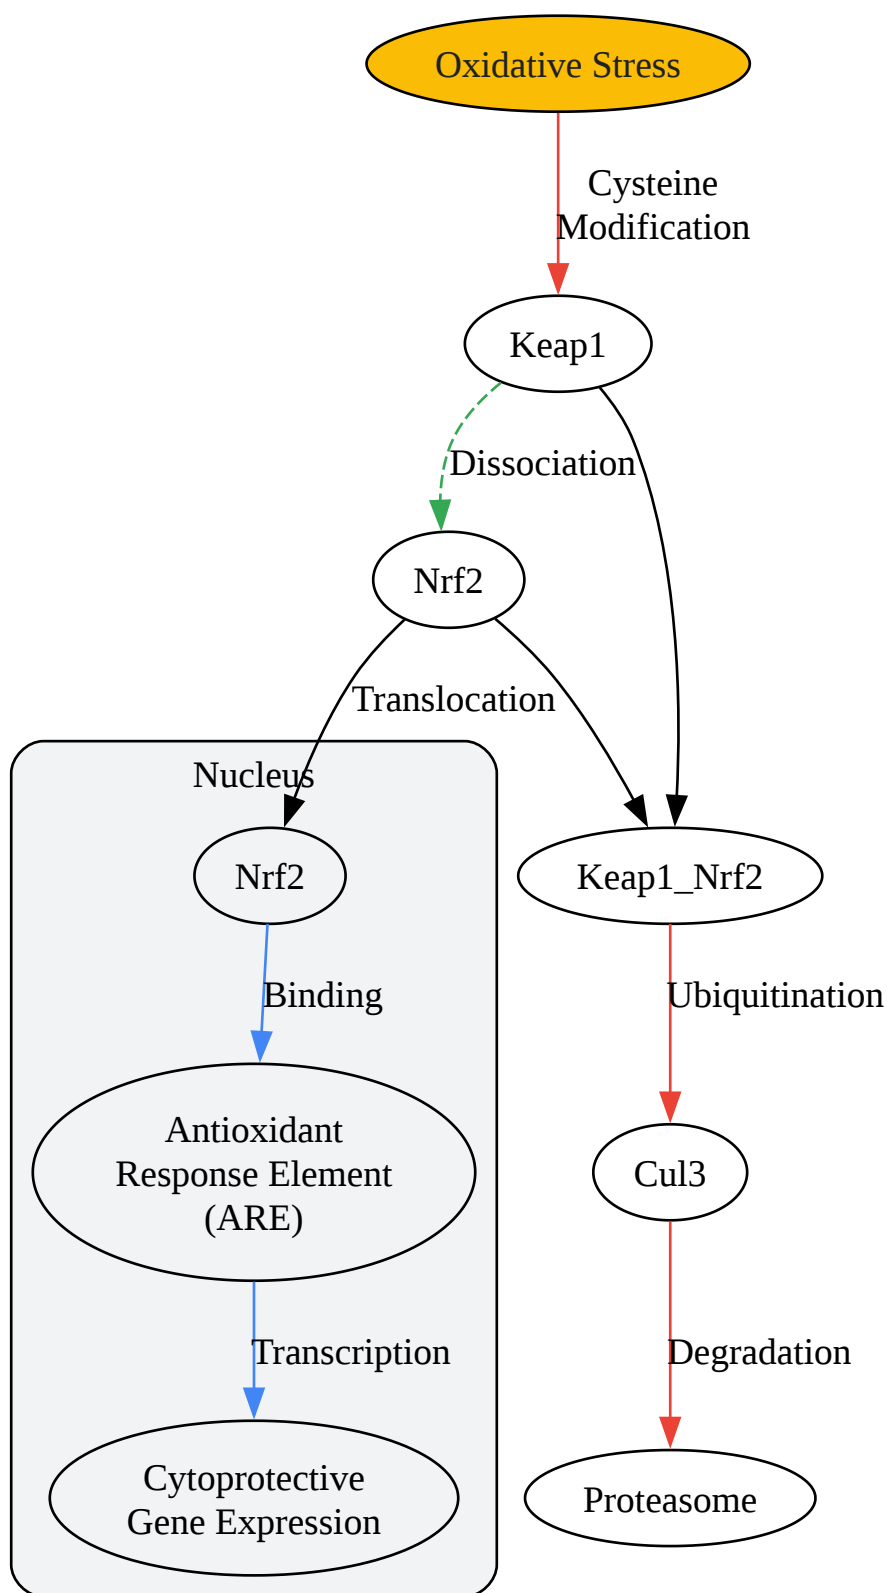 Oxidative Stress
Cysteine
Modification
Keap1
Dissociation
Nrf2
Translocation
Nucleus
Nrf2
Keap1_Nrf2
Binding
Ubiquitination
Antioxidant
Response Element
(ARE)
Cul3
Transcription
Degradation
Cytoprotective
Gene Expression
Proteasome